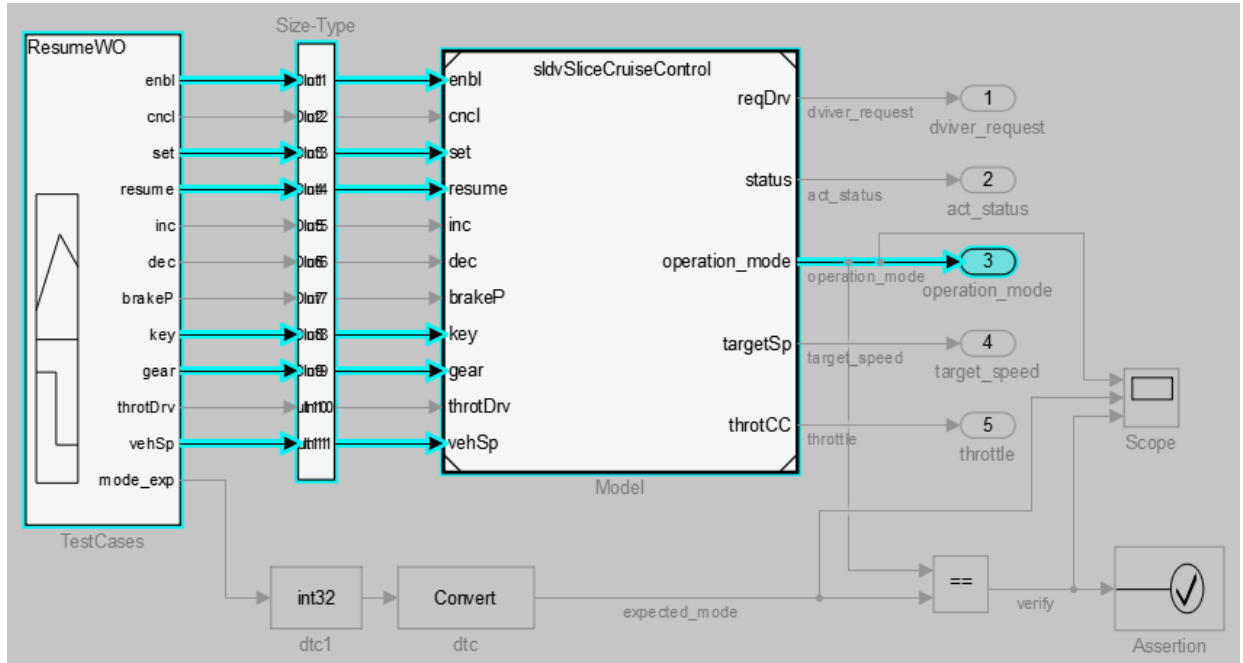 Size-Type
ResumeWO
enbl
cncl
set
resume
inc
dec
brakeP
key
gear
throtDrv
vehSp
mode_exp
TestCases
sldvSliceCruiseControl
enbl
cncl
set
resume
inc
dec
brakeP
key
gear
throtDrv
vehSp
reqDrv
status
operation_mode
targetSp
throtCC
Model
dviver_request
1
dviver_request
act_status
2
act_status
operation_mode
3
operation_mode
target_speed
4
target_speed
throttle
5
throttle
Scope
int32
dtc1
Convert
dtc
expected_mode
==
verify
Assertion